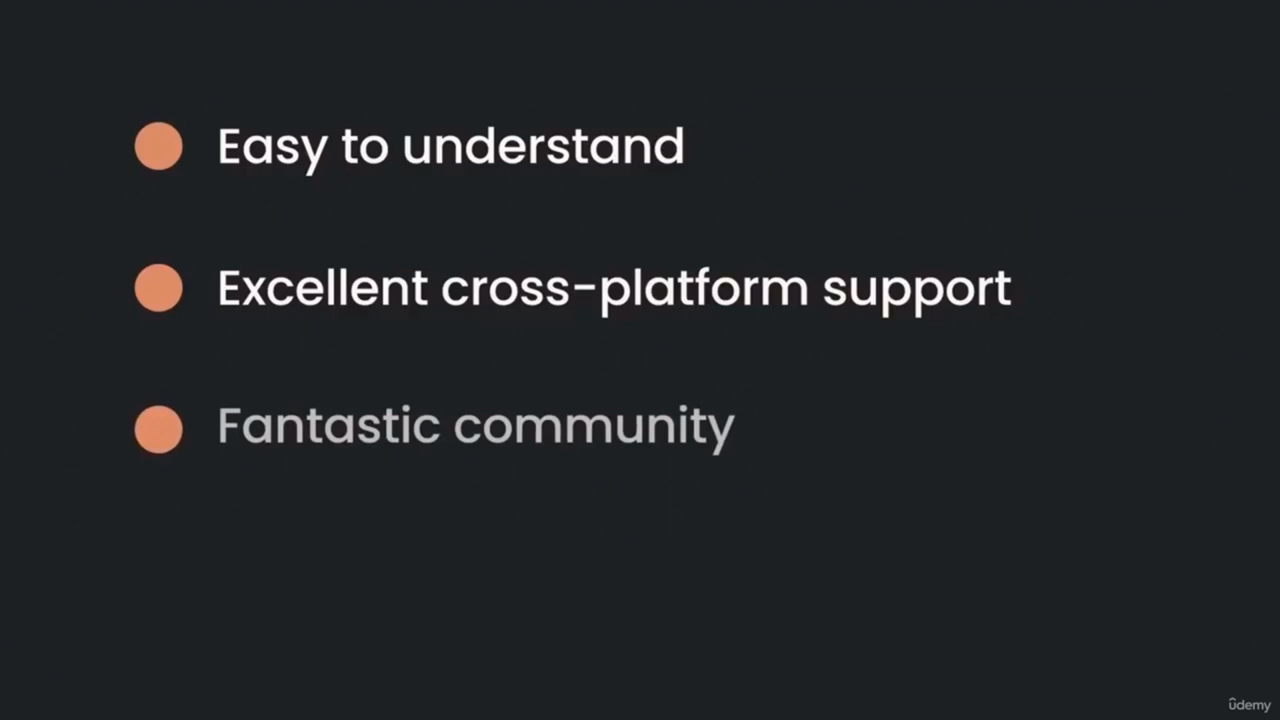 Easy to understand
Excellent cross-platform support
Fantastic community
ûdemy